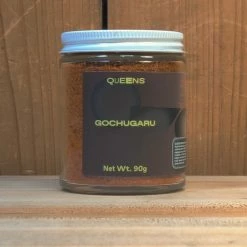 QUEENS
GOCHUGARU
Net Wt. 90g